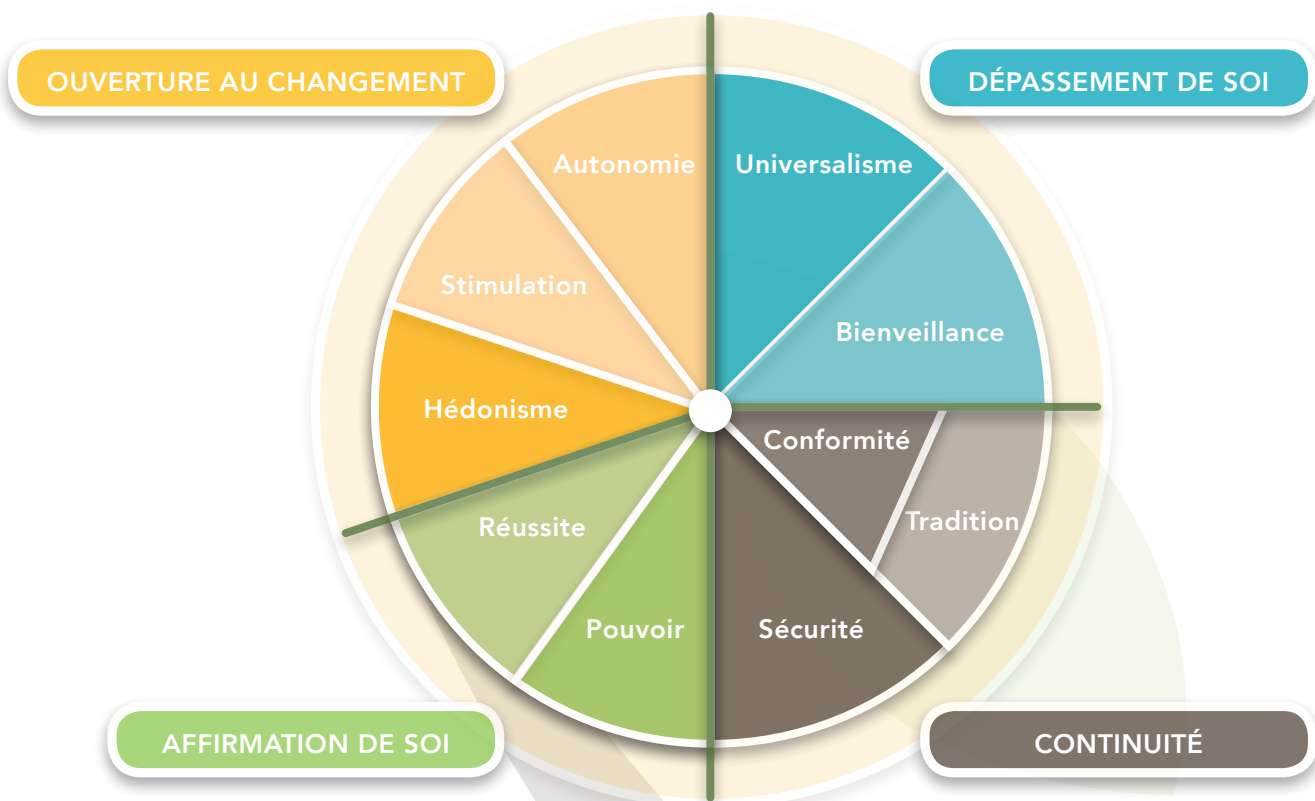 OUVERTURE AU CHANGEMENT
DÉPASSEMENT DE SOI
Autonomie
Universalisme
Stimulation
Bienveillance
Hédonisme
Conformité
Réussite
Tradition
Pouvoir
Sécurité
AFFIRMATION DE SOI
CONTINUITÉ